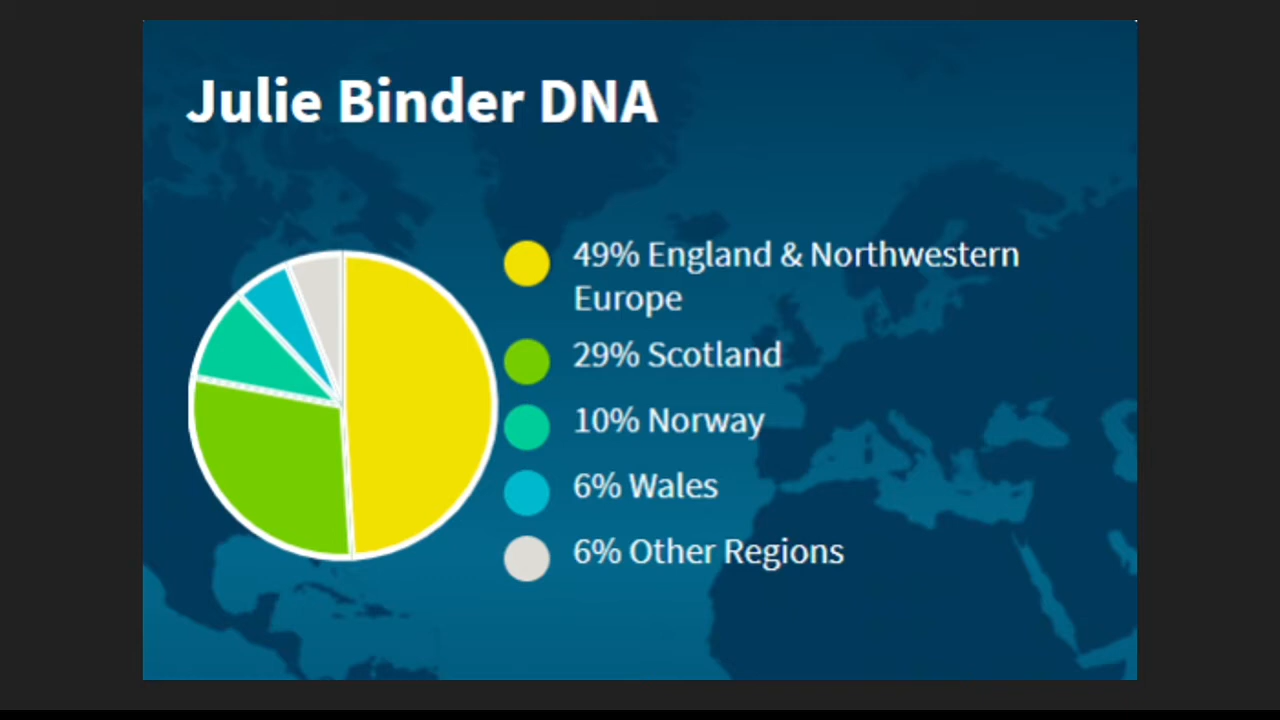 Julie Binder DNA
49% England & Northwestern
Europe
29% Scotland
10% Norway
6% Wales
6% Other Regions